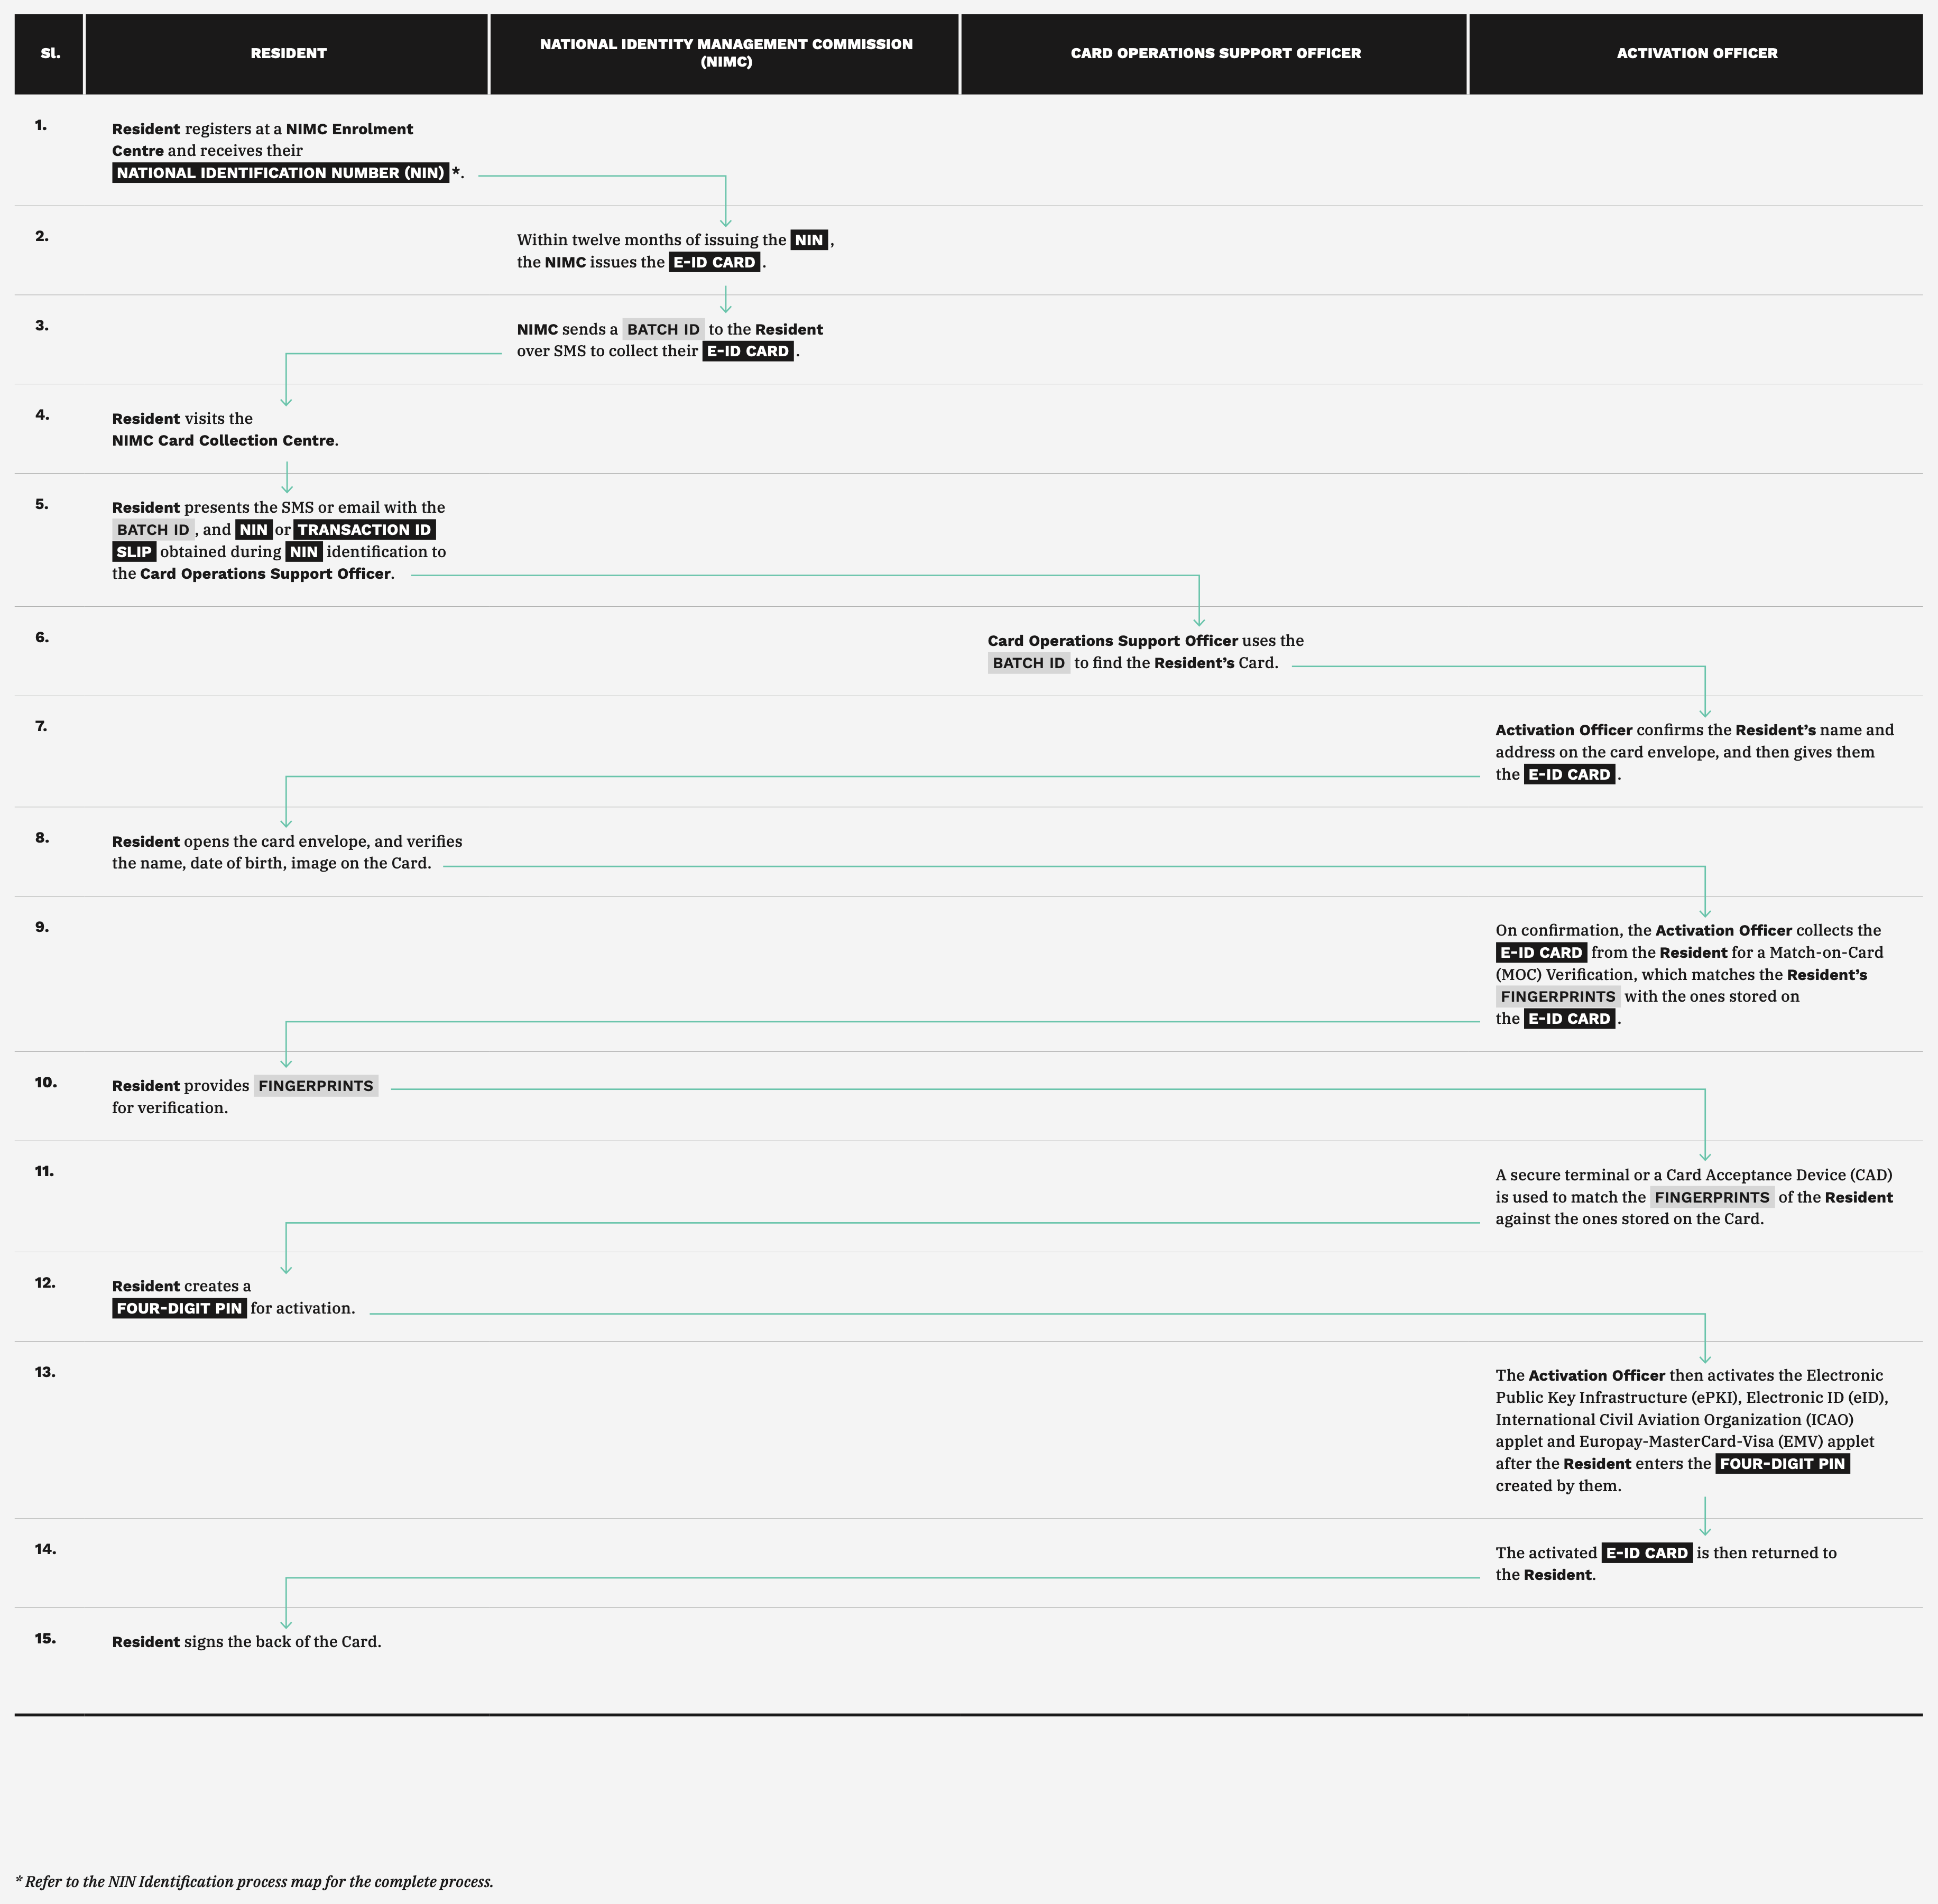 Sl.
RESIDENT
NATIONAL IDENTITY MANAGEMENT COMMISSION
(NIMC)
CARD OPERATIONS SUPPORT OFFICER
ACTIVATION OFFICER
1.
Resident registers at a NIMC Enrolment
Centre and receives their
NATIONAL IDENTIFICATION NUMBER (NIN) *.
2.
Within twelve months of issuing the NIN,
the NIMC issues the E-ID CARD.
3.
NIMC sends a BATCH ID to the Resident
over SMS to collect their E-ID CARD.
4.
Resident visits the
NIMC Card Collection Centre.
5.
Resident presents the SMS or email with the
BATCH ID, and NIN or TRANSACTION ID
SLIP obtained during NIN identification to
the Card Operations Support Officer.
6.
Card Operations Support Officer uses the
BATCH ID to find the Resident’s Card.
7.
Activation Officer confirms the Resident’s name and
address on the card envelope, and then gives them
the E-ID CARD.
8.
Resident opens the card envelope, and verifies
the name, date of birth, image on the Card.
9.
On confirmation, the Activation Officer collects the
E-ID CARD from the Resident for a Match-on-Card
(MOC) Verification, which matches the Resident’s
FINGERPRINTS with the ones stored on
the E-ID CARD.
10.
Resident provides FINGERPRINTS
for verification.
11.
A secure terminal or a Card Acceptance Device (CAD)
is used to match the FINGERPRINTS of the Resident
against the ones stored on the Card.
12.
Resident creates a
FOUR-DIGIT PIN for activation.
13.
The Activation Officer then activates the Electronic
Public Key Infrastructure (ePKI), Electronic ID (eID),
International Civil Aviation Organization (ICAO)
applet and Europay-MasterCard-Visa (EMV) applet
after the Resident enters the FOUR-DIGIT PIN
created by them.
14.
The activated E-ID CARD is then returned to
the Resident.
15.
Resident signs the back of the Card.
* Refer to the NIN Identification process map for the complete process.